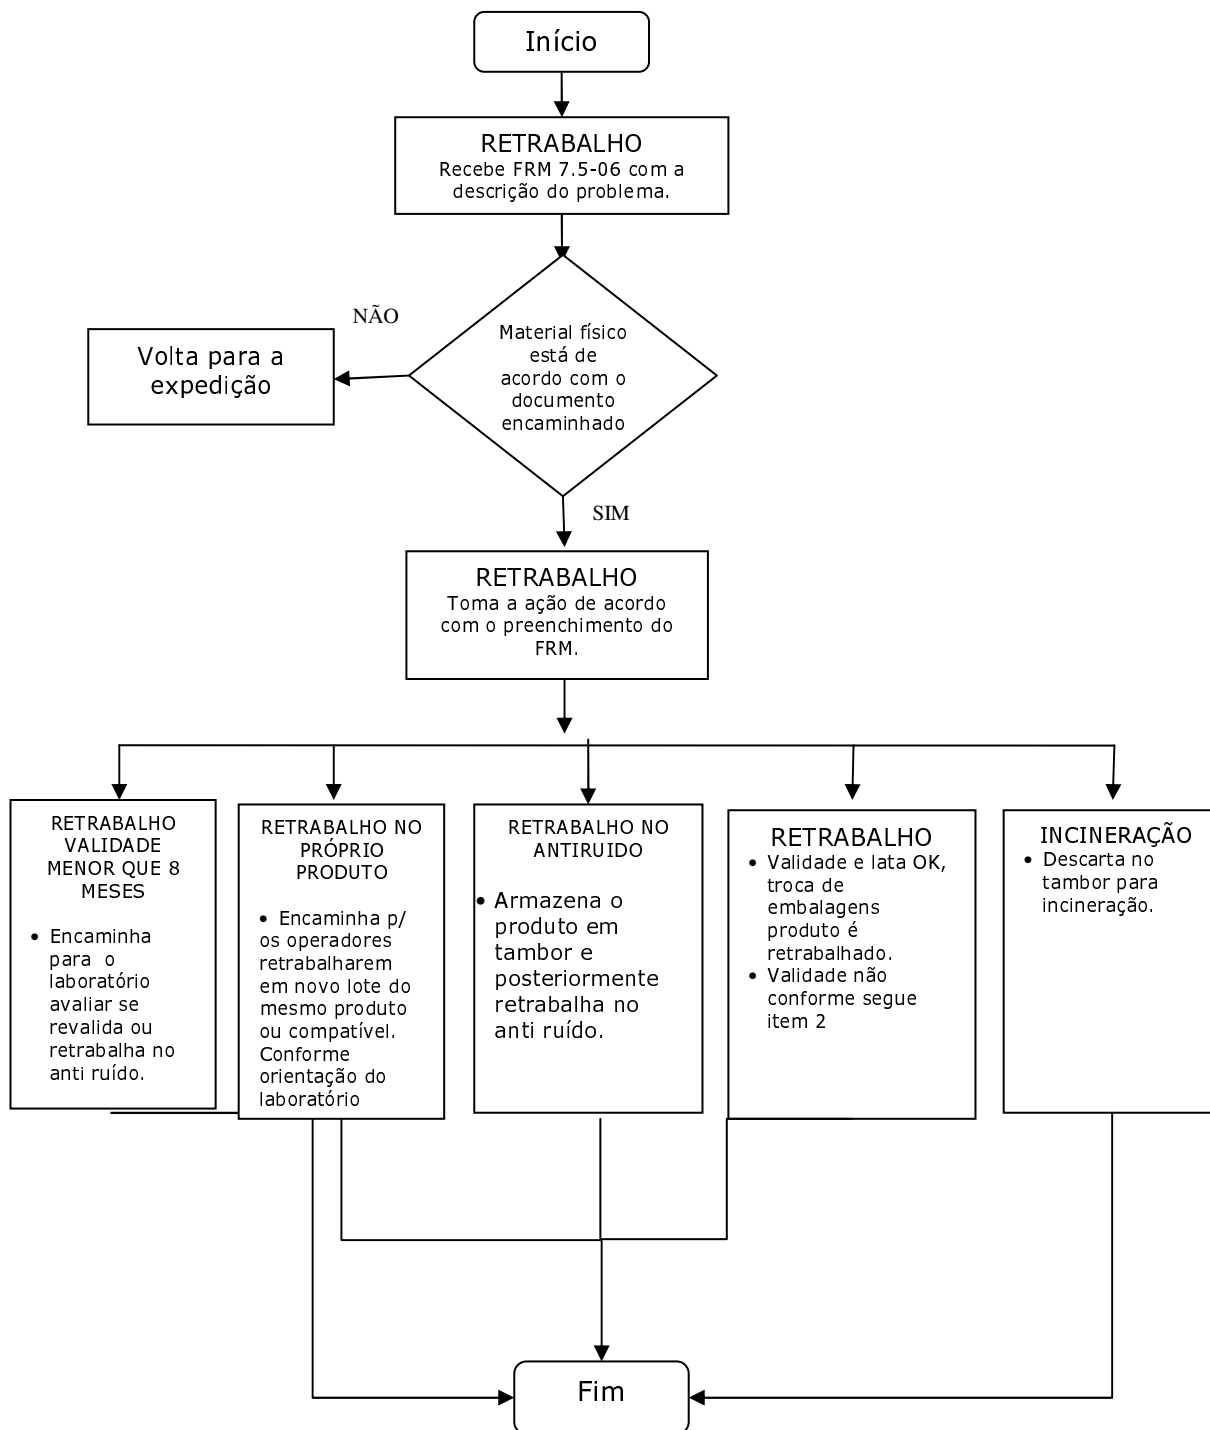 Início
RETRABALHO
Recebe FRM 7.5-06 com a
descrição do problema.
NÃO
Material físico
está de
acordo com o
documento
encaminhado
Volta para a
expedição
SIM
RETRABALHO
Toma a ação de acordo
com o preenchimento do
FRM.
RETRABALHO
VALIDADE
MENOR QUE 8
MESES
• Encaminha
para o
laboratório
avaliar se
revalida ou
retrabalha no
anti ruído.
RETRABALHO NO
PRÓPRIO
PRODUTO
• Encaminha p/
os operadores
retrabalharem
em novo lote do
mesmo produto
ou compatível.
Conforme
orientação do
laboratório
RETRABALHO NO
ANTIRUIDO
• Armazena o
produto em
tambor e
posteriormente
retrabalha no
anti ruído.
RETRABALHO
• Validade e lata OK,
troca de
embalagens
produto é
retrabalhado.
• Validade não
conforme segue
item 2
INCINERAÇÃO
• Descarta no
tambor para
incineração.
Fim